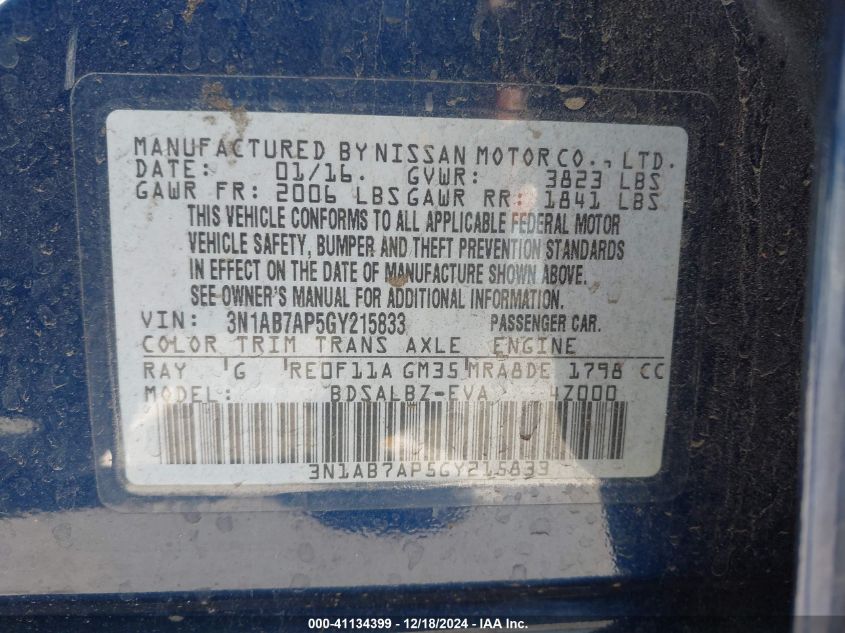 MANUFACTURED BY NISSAN MOTOR CO., LTD.
DATE: 01/16. GVWR: 3823 LBS
GAWR FR: 2006 LBS GAWR RR: 1841 LBS
THIS VEHICLE CONFORMS TO ALL APPLICABLE FEDERAL MOTOR
VEHICLE SAFETY, BUMPER AND THEFT PREVENTION STANDARDS
IN EFFECT ON THE DATE OF MANUFACTURE SHOWN ABOVE.
SEE OWNER'S MANUAL FOR ADDITIONAL INFORMATION.
VIN: 3N1AB7AP5GY215833 PASSENGER CAR.
COLOR TRIM TRANS AXLE ENGINE
RAY G RE0F11A GM35 MRA8DE 1798 CC
MODEL: BDSALBZ-EVA 4Z000
3N1AB7AP5GY215833
000-41134399 - 12/18/2024 - IAA, Inc.